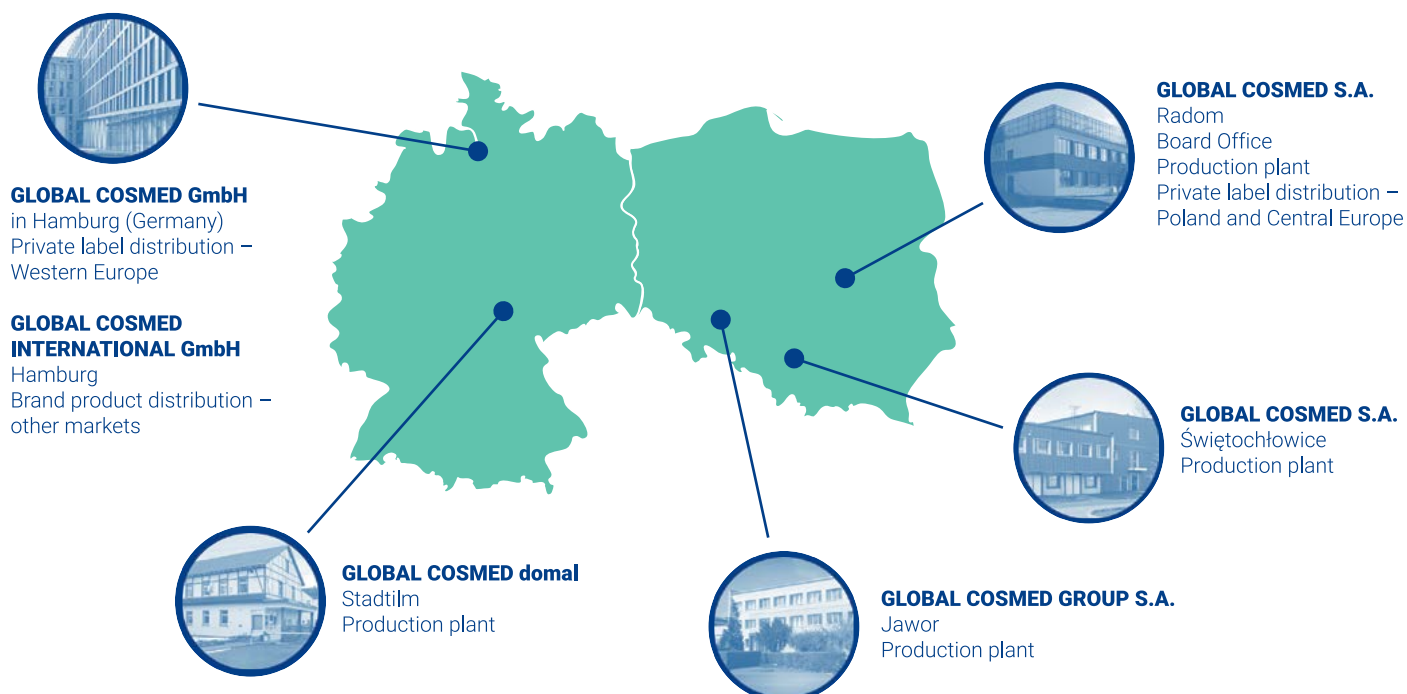 GLOBAL COSMED GmbH
in Hamburg (Germany)
Private label distribution –
Western Europe
GLOBAL COSMED
INTERNATIONAL GmbH
Hamburg
Brand product distribution –
other markets
GLOBAL COSMED domal
Stadtilm
Production plant
GLOBAL COSMED GROUP S.A.
Jawor
Production plant
GLOBAL COSMED S.A.
Świętochłowice
Production plant
GLOBAL COSMED S.A.
Radom
Board Office
Production plant
Private label distribution –
Poland and Central Europe